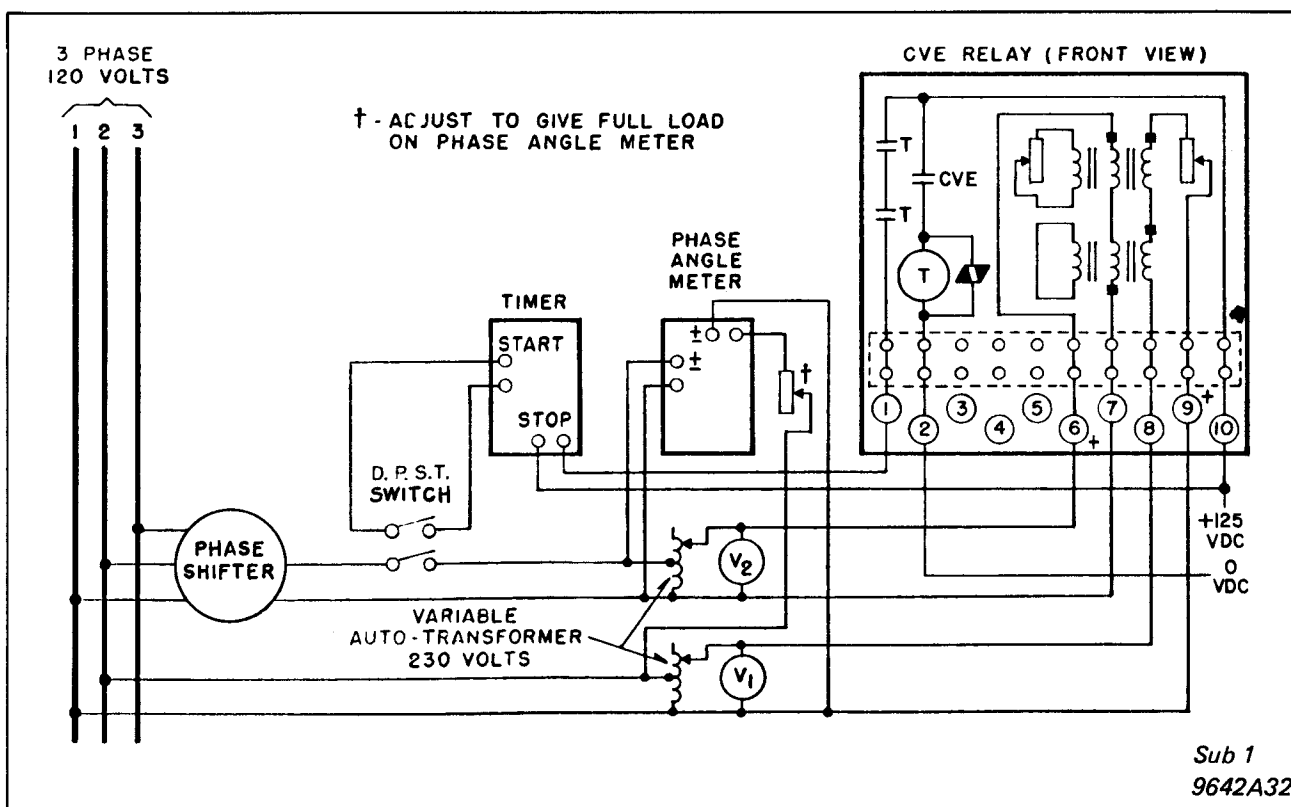 3 PHASE
120 VOLTS
1 2 3
† - ADJUST TO GIVE FULL LOAD
ON PHASE ANGLE METER
CVE RELAY (FRONT VIEW)
T
CVE
T
T
PHASE
ANGLE
METER
±
±
†
TIMER
START
STOP
1 2 3 4 5 6 + 7 8 9 + 10
D.P.S.T.
SWITCH
PHASE
SHIFTER
V2
+125
VDC
0
VDC
VARIABLE
AUTO-TRANSFORMER
230 VOLTS
V1
Sub 1
9642A32